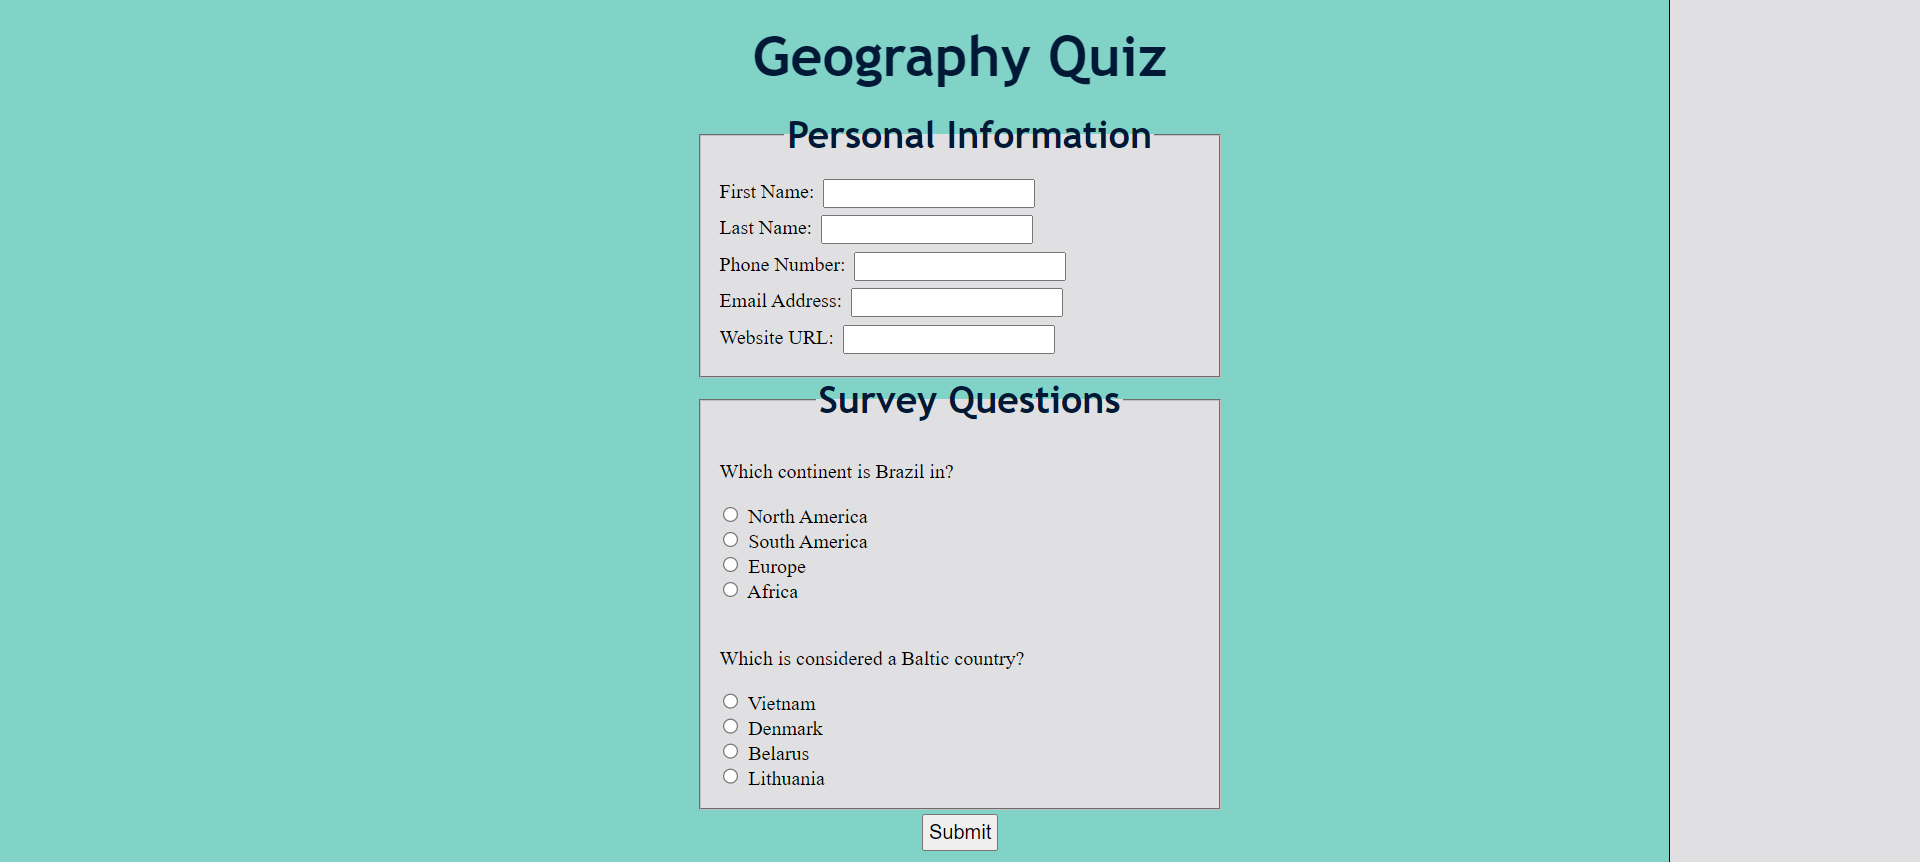 Geography Quiz
Personal Information
First Name:
Last Name:
Phone Number:
Email Address:
Website URL:
Survey Questions
Which continent is Brazil in?
North America
South America
Europe
Africa
Which is considered a Baltic country?
Vietnam
Denmark
Belarus
Lithuania
Submit